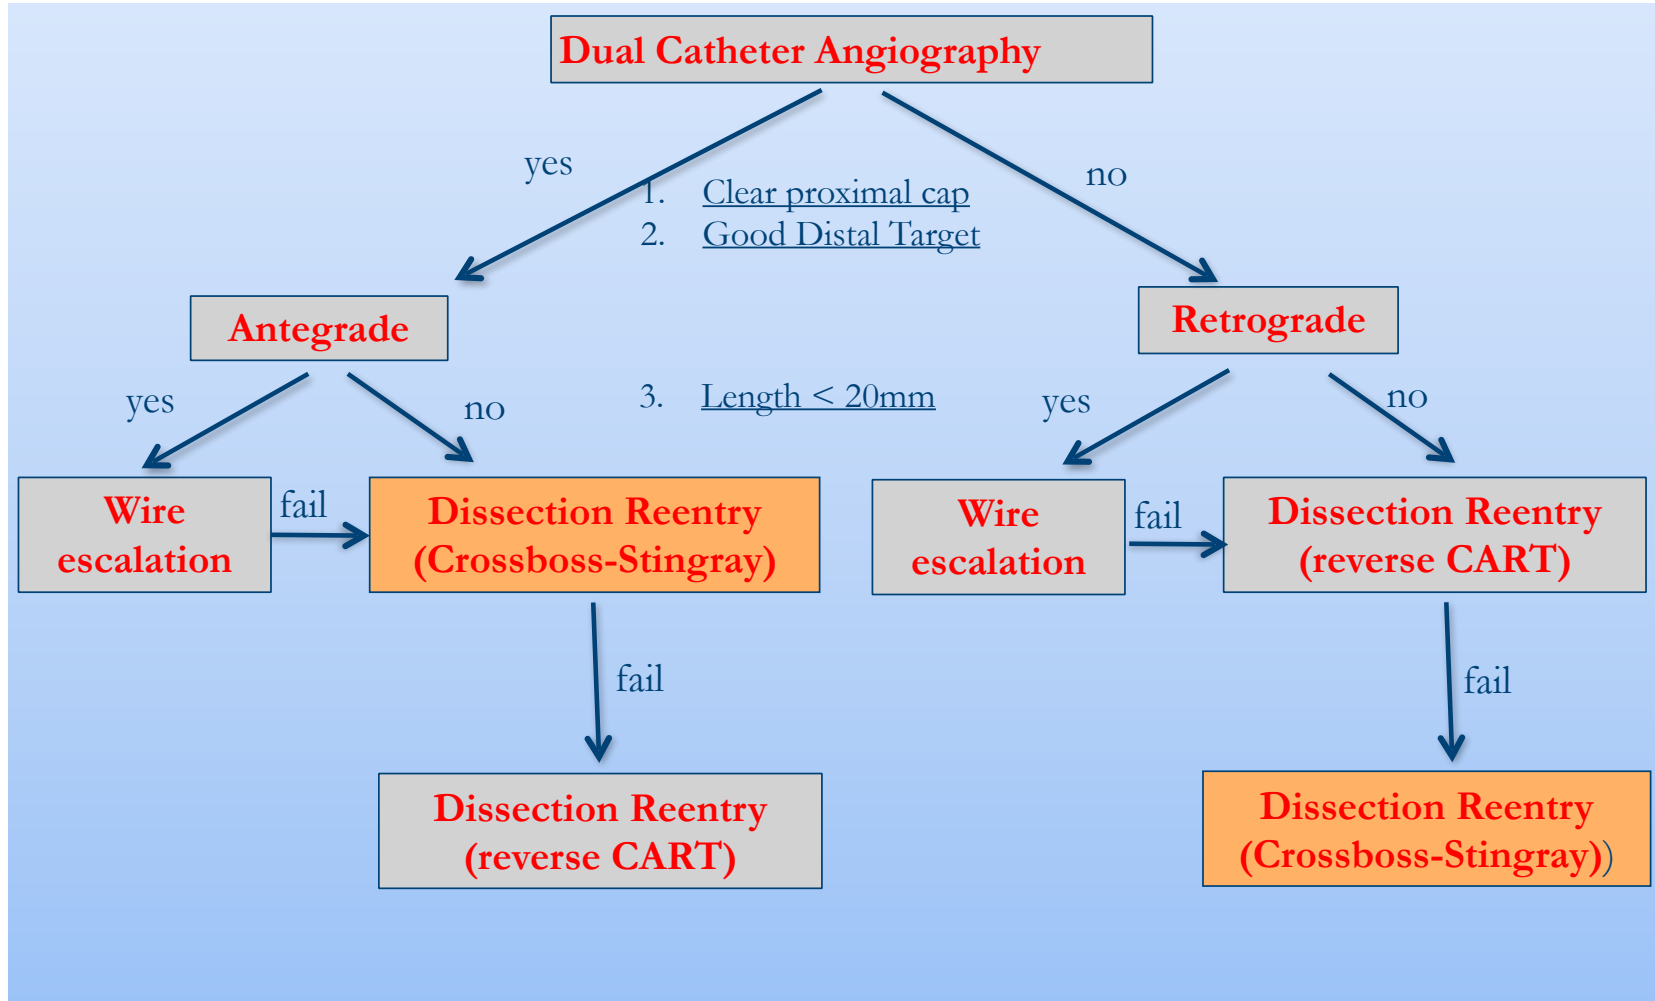 Dual Catheter Angiography
yes
no
1. Clear proximal cap
2. Good Distal Target
Antegrade
Retrograde
yes
no
3. Length < 20mm
yes
no
Wire
escalation
fail
Dissection Reentry
(Crossboss-Stingray)
Wire
escalation
fail
Dissection Reentry
(reverse CART)
fail
fail
Dissection Reentry
(reverse CART)
Dissection Reentry
(Crossboss-Stingray))